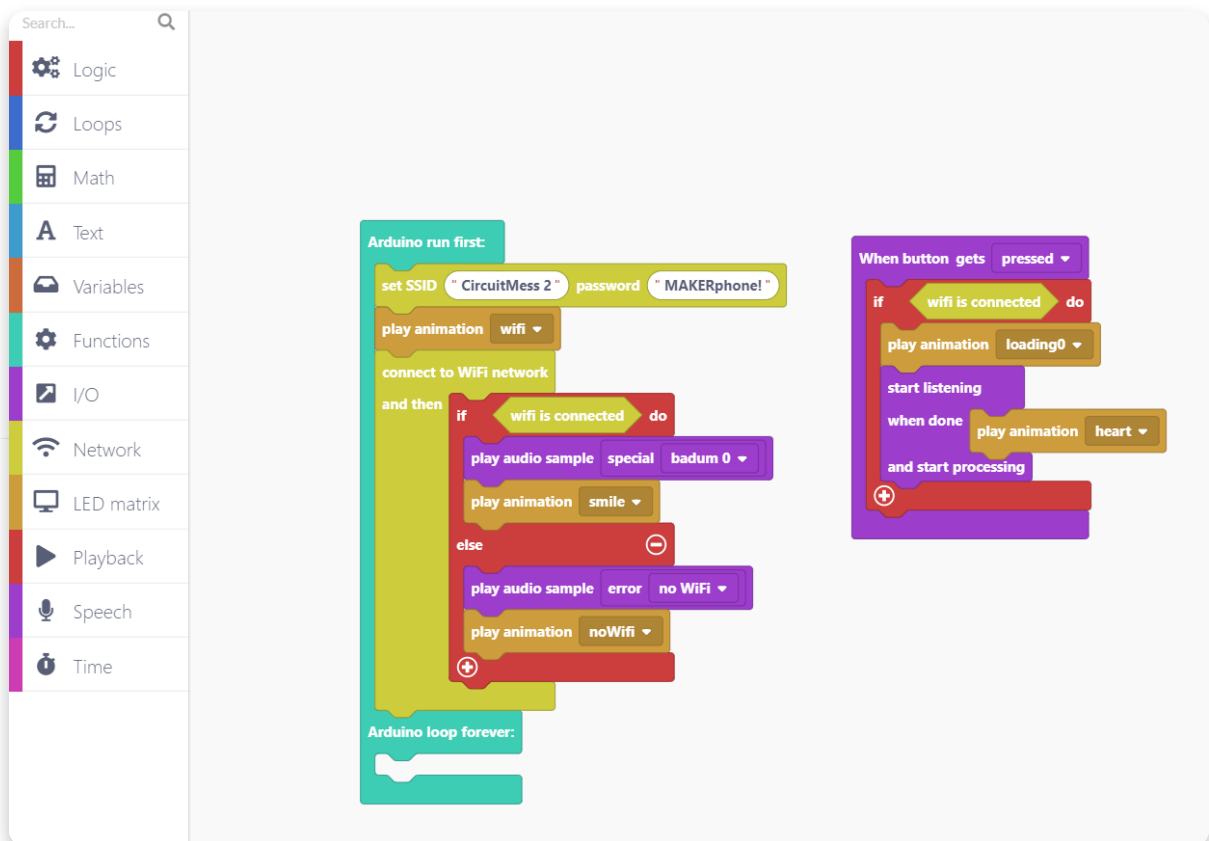 Search...
Logic
Loops
Math
Text
Variables
Functions
I/O
Network
LED matrix
Playback
Speech
Time
Arduino run first:
set SSID " CircuitMess 2 " password " MAKERphone! "
play animation wifi
connect to WiFi network
and then if wifi is connected do
play audio sample special badum 0
play animation smile
else
play audio sample error no WiFi
play animation noWifi
Arduino loop forever:
When button gets pressed
if wifi is connected do
play animation loading0
start listening
when done play animation heart
and start processing